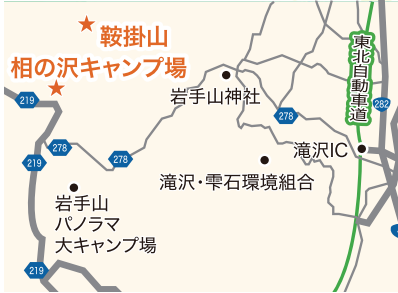 鞍掛山
相の沢キャンプ場
東北自動車道
219
岩手山神社
278
282
278
278
219
滝沢IC
滝沢・雫石環境組合
岩手山
パノラマ
大キャンプ場
219